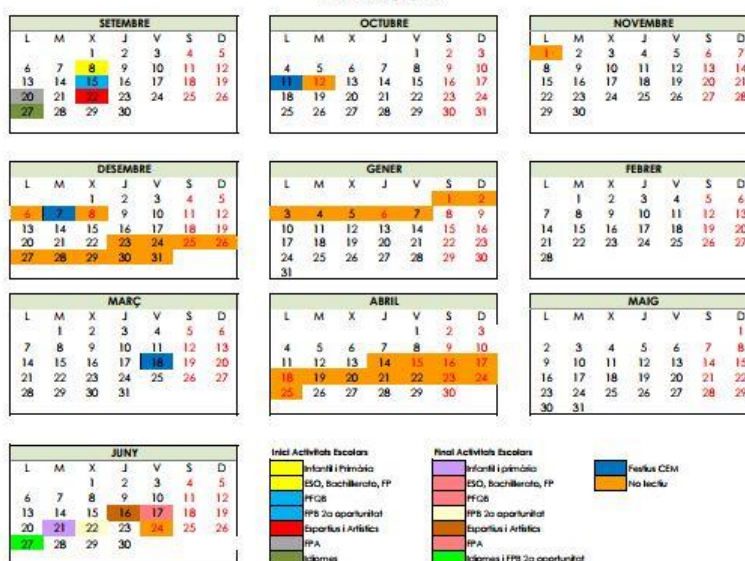 SETEMBRE
L M X J V S D
1 2 3 4 5
6 7 8 9 10 11 12
13 14 15 16 17 18 19
20 21 22 23 24 25 26
27 28 29 30
OCTUBRE
L M X J V S D
1 2 3
4 5 6 7 8 9 10
11 12 13 14 15 16 17
18 19 20 21 22 23 24
25 26 27 28 29 30 31
NOVEMBRE
L M X J V S D
1 2 3 4 5 6 7
8 9 10 11 12 13 14
15 16 17 18 19 20 21
22 23 24 25 26 27 28
29 30
DESEMBRE
L M X J V S D
1 2 3 4 5
6 7 8 9 10 11 12
13 14 15 16 17 18 19
20 21 22 23 24 25 26
27 28 29 30 31
GENER
L M X J V S D
1 2
3 4 5 6 7 8 9
10 11 12 13 14 15 16
17 18 19 20 21 22 23
24 25 26 27 28 29 30
31
FEBRER
L M X J V S D
1 2 3 4 5 6
7 8 9 10 11 12 13
14 15 16 17 18 19 20
21 22 23 24 25 26 27
28
MARÇ
L M X J V S D
1 2 3 4 5 6
7 8 9 10 11 12 13
14 15 16 17 18 19 20
21 22 23 24 25 26 27
28 29 30 31
ABRIL
L M X J V S D
1 2 3
4 5 6 7 8 9 10
11 12 13 14 15 16 17
18 19 20 21 22 23 24
25 26 27 28 29 30
MAIG
L M X J V S D
1
2 3 4 5 6 7 8
9 10 11 12 13 14 15
16 17 18 19 20 21 22
23 24 25 26 27 28 29
30 31
JUNY
L M X J V S D
1 2 3 4 5
6 7 8 9 10 11 12
13 14 15 16 17 18 19
20 21 22 23 24 25 26
27 28 29 30
Inici Activitats Escolars
Infantil i Primària
ESO, Bachillerato, FP
PFQB
FPB 2a oportunitat
Esportius i Artístics
FPA
Idiomes
Final Activitats Escolars
Infantil i primària
ESO, Bachillerato, FP
PFQB
FPB 2a oportunitat
Esportius i Artístics
FPA
Idiomes i FPB 2a oportunitat
Festius CEM
No lectiu